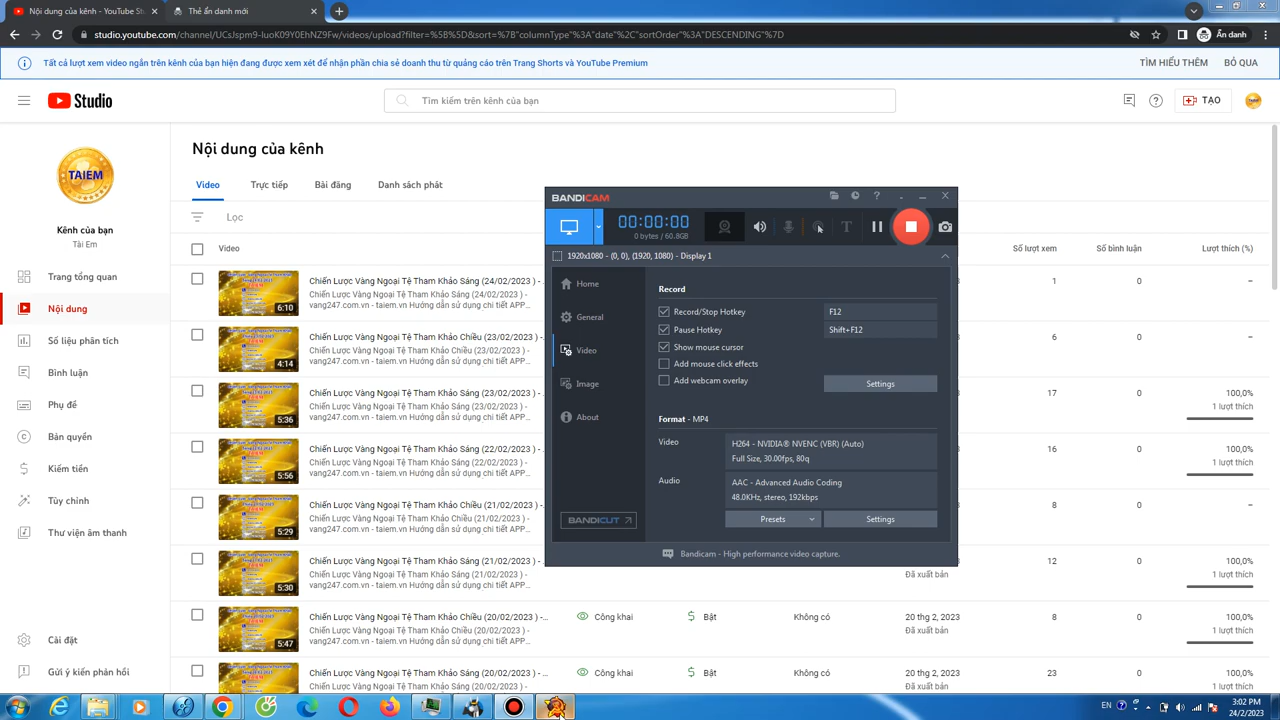 Nội dung của kênh - YouTube St
Thẻ ẩn danh
studio.youtube.com/channel/UCsJspm9-luoK09Y0EhNZ9Fw/videos/upload?filter=%5B%5D&sort=%7B"columnType"%3A"date"%2C"sortOrder"%3A"DESCENDING"%7D
Ẩn danh
Tất cả lượt xem video ngắn trên kênh của bạn hiện đang được xem xét để nhận phần chia sẻ doanh thu từ quảng cáo trên Trang Shorts và YouTube Premium
TÌM HIỂU THÊM
BỎ QUA
Studio
Tìm kiếm trên kênh của bạn
TẠO
TAIEM
Kênh của bạn
Tài Em
Trang tổng quan
Nội dung
Số liệu phân tích
Bình luận
Phụ đề
Bản quyền
Kiếm tiền
Tùy chỉnh
Thư viện âm thanh
Cài đặt
Gửi ý kiến phản hồi
Nội dung của kênh
Video
Trực tiếp
Bài đăng
Danh sách phát
Lọc
Video
Số lượt xem
Số bình luận
Lượt thích (%)
6:10
Chiến Lược Vàng Ngoại Tệ Tham Khảo Sáng (24/02/2023 ) -
Chiến Lược Vàng Ngoại Tệ Tham Khảo Sáng (24/02/2023 ) -
vang247.com.vn - taiem.vn Hướng dẫn sử dụng chi tiết APP...
1
0
–
4:14
Chiến Lược Vàng Ngoại Tệ Tham Khảo Chiều (23/02/2023 )...
Chiến Lược Vàng Ngoại Tệ Tham Khảo Chiều (23/02/2023 ) -
vang247.com.vn - taiem.vn Hướng dẫn sử dụng chi tiết APP...
6
0
–
5:36
Chiến Lược Vàng Ngoại Tệ Tham Khảo Sáng (23/02/2023 ) -
Chiến Lược Vàng Ngoại Tệ Tham Khảo Sáng (23/02/2023 ) -
vang247.com.vn - taiem.vn Hướng dẫn sử dụng chi tiết APP...
17
0
100,0%
1 lượt thích
5:56
Chiến Lược Vàng Ngoại Tệ Tham Khảo Sáng (22/02/2023 ) -
Chiến Lược Vàng Ngoại Tệ Tham Khảo Sáng (22/02/2023 ) -
vang247.com.vn - taiem.vn Hướng dẫn sử dụng chi tiết APP...
16
0
100,0%
1 lượt thích
5:29
Chiến Lược Vàng Ngoại Tệ Tham Khảo Chiều (21/02/2023 )
Chiến Lược Vàng Ngoại Tệ Tham Khảo Chiều (21/02/2023 ) -
vang247.com.vn - taiem.vn Hướng dẫn sử dụng chi tiết APP...
8
0
–
5:30
Chiến Lược Vàng Ngoại Tệ Tham Khảo Sáng (21/02/2023 ) -
Chiến Lược Vàng Ngoại Tệ Tham Khảo Sáng (21/02/2023 ) -
vang247.com.vn - taiem.vn Hướng dẫn sử dụng chi tiết APP...
Đã xuất bản
12
0
100,0%
1 lượt thích
5:47
Chiến Lược Vàng Ngoại Tệ Tham Khảo Chiều (20/02/2023 )...
Chiến Lược Vàng Ngoại Tệ Tham Khảo Chiều (20/02/2023 ) -
vang247.com.vn - taiem.vn Hướng dẫn sử dụng chi tiết APP...
Công khai
Bật
Không có
20 thg 2, 2023
Đã xuất bản
8
0
100,0%
1 lượt thích
Chiến Lược Vàng Ngoại Tệ Tham Khảo Sáng (20/02/2023 ) -...
Chiến Lược Vàng Ngoại Tệ Tham Khảo Sáng (20/02/2023 ) -
Công khai
Bật
Không có
20 thg 2, 2023
Đã xuất bản
23
0
100,0%
1 lượt thích
BANDICAM
00:00:00
0 bytes / 60.8GB
1920x1080 - (0, 0), (1920, 1080) - Display 1
Home
General
Video
Image
About
BANDICUT
Record
Record/Stop Hotkey
F12
Pause Hotkey
Shift+F12
Show mouse cursor
Add mouse click effects
Add webcam overlay
Settings
Format - MP4
Video
H264 - NVIDIA® NVENC (VBR) (Auto)
Full Size, 30.00fps, 80q
Audio
AAC - Advanced Audio Coding
48.0KHz, stereo, 192kbps
Presets
Settings
Bandicam - High performance video capture.
EN
3:02 PM
24/2/2023